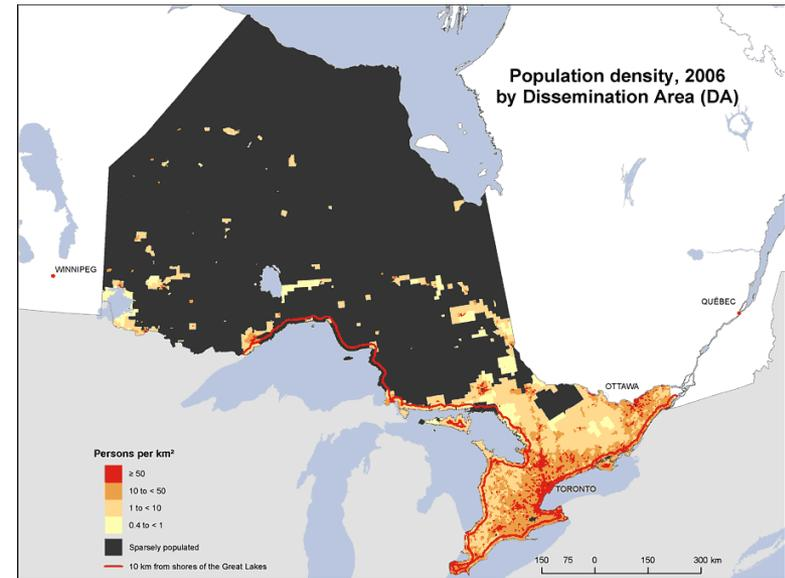 Population density, 2006
by Dissemination Area (DA)
WINNIPEG
QUÉBEC
OTTAWA
TORONTO
Persons per km²
≥ 50
10 to < 50
1 to < 10
0.4 to < 1
Sparsely populated
10 km from shores of the Great Lakes
150 75 0 150 300 km